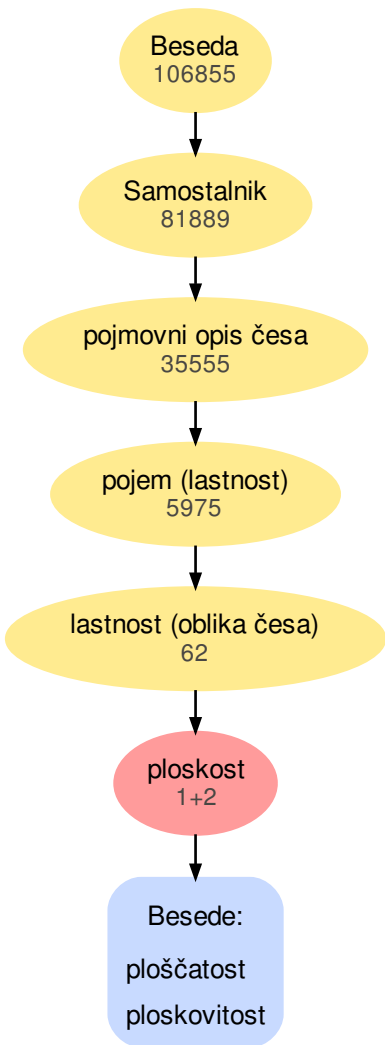 Beseda
106855
Samostalnik
81889
pojmovni opis česa
35555
pojem (lastnost)
5975
lastnost (oblika česa)
62
ploskost
1+2
Besede:
ploščatost
ploskovitost